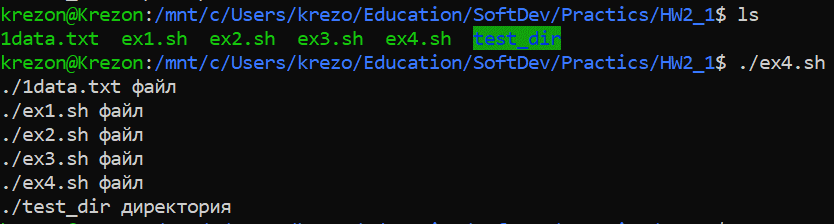 krezon@Krezon:/mnt/c/Users/krezo/Education/SoftDev/Practics/HW2_1$ ls
1data.txt  ex1.sh  ex2.sh  ex3.sh  ex4.sh  test_dir
krezon@Krezon:/mnt/c/Users/krezo/Education/SoftDev/Practics/HW2_1$ ./ex4.sh
./1data.txt файл
./ex1.sh файл
./ex2.sh файл
./ex3.sh файл
./ex4.sh файл
./test_dir директория